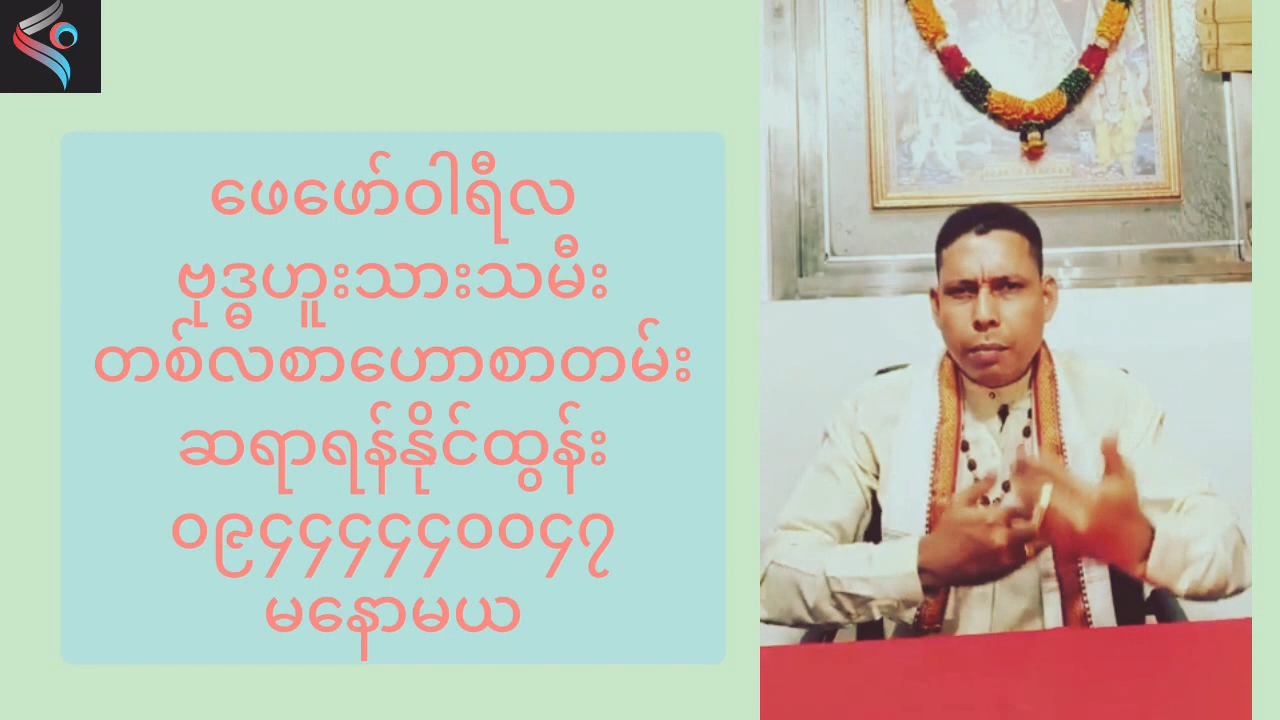 ဖေဖော်ဝါရီလ
ဗုဒ္ဓဟူးသားသမီး
တစ်လစာဟောစာတမ်း
ဆရာရန်နိုင်ထွန်း
၀၉၄၄၄၄၄၀၀၄၇
မနောမယ